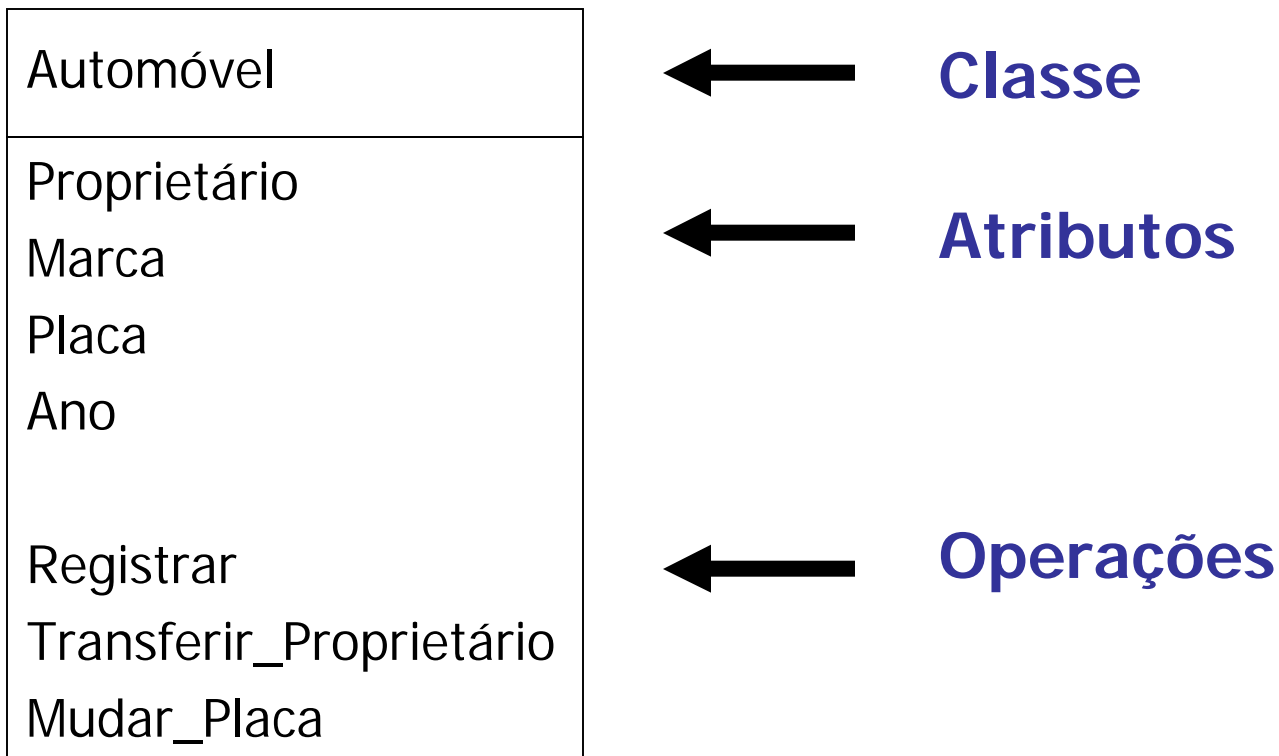 Automóvel
Classe
Proprietário
Atributos
Marca
Placa
Ano
Registrar
Operações
Transferir_Proprietário
Mudar_Placa